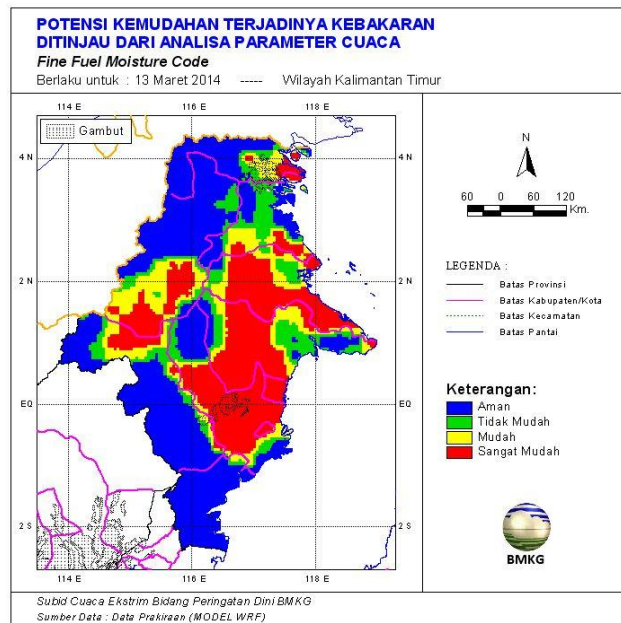 POTENSI KEMUDAHAN TERJADINYA KEBAKARAN
DITINJAU DARI ANALISA PARAMETER CUACA
Fine Fuel Moisture Code
Berlaku untuk : 13 Maret 2014 ----- Wilayah Kalimantan Timur
114 E 116 E 118 E
Gambut
4 N 4 N
2 N 2 N
EQ EQ
2 S 2 S
114 E 116 E 118 E
N
60 0 60 120
Km.
LEGENDA :
Batas Provinsi
Batas Kabupaten/Kota
Batas Kecamatan
Batas Pantai
Keterangan:
Aman
Tidak Mudah
Mudah
Sangat Mudah
BMKG
Subid Cuaca Ekstrim Bidang Peringatan Dini BMKG
Sumber Data : Data Prakiraan (MODEL WRF)